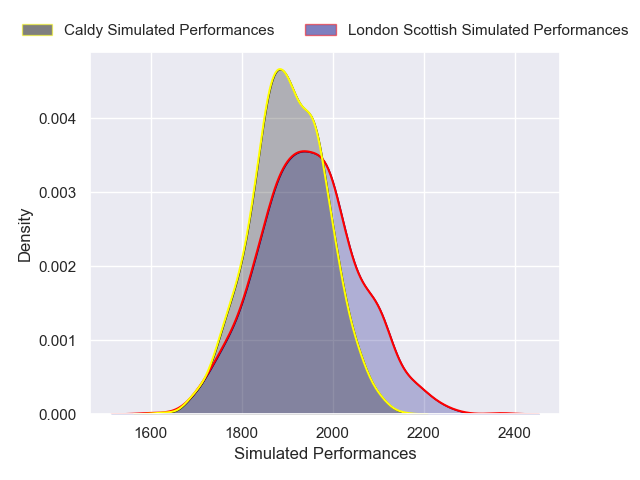 Caldy Simulated Performances
London Scottish Simulated Performances
0.004
0.003
0.002
0.001
0.000
Density
1600
1800
2000
2200
2400
Simulated Performances